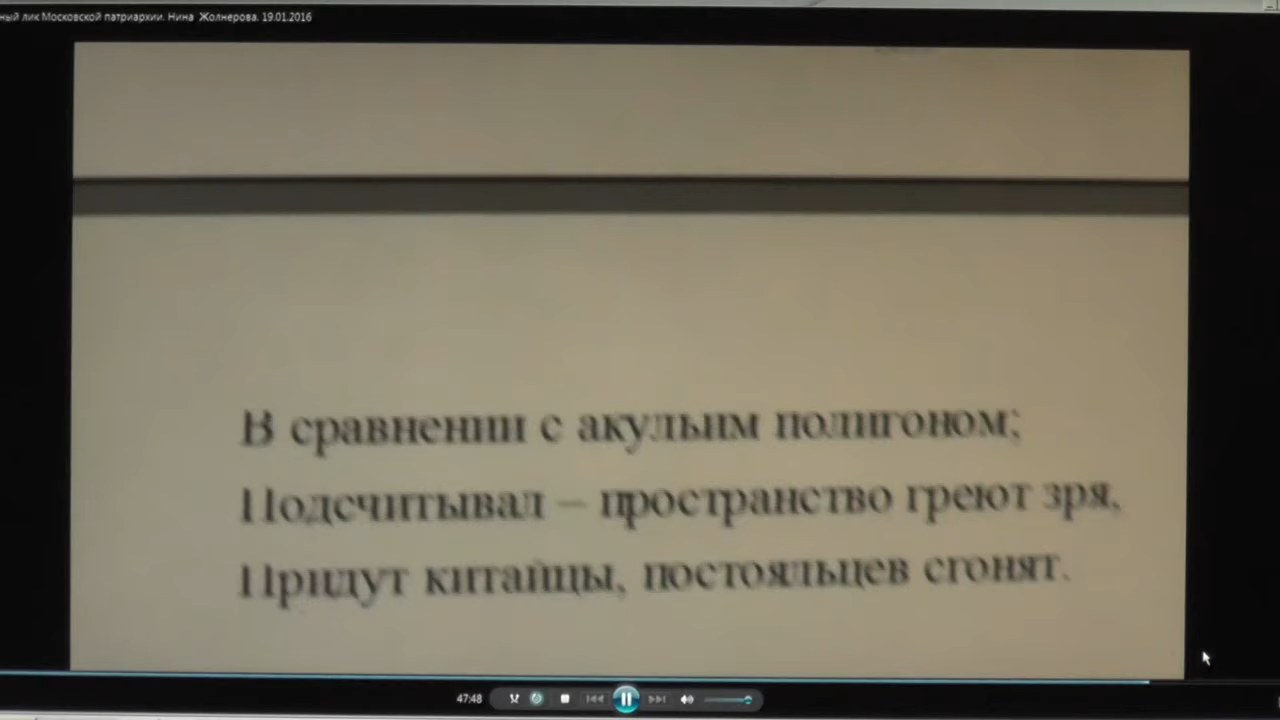 ный лик Московской патриархии. Нина Жолнерова. 19.01.2016
В сравнении с акульим полигоном;
Подсчитывал – пространство греют зря,
Придут китайцы, постояльцев сгонят.
47:48